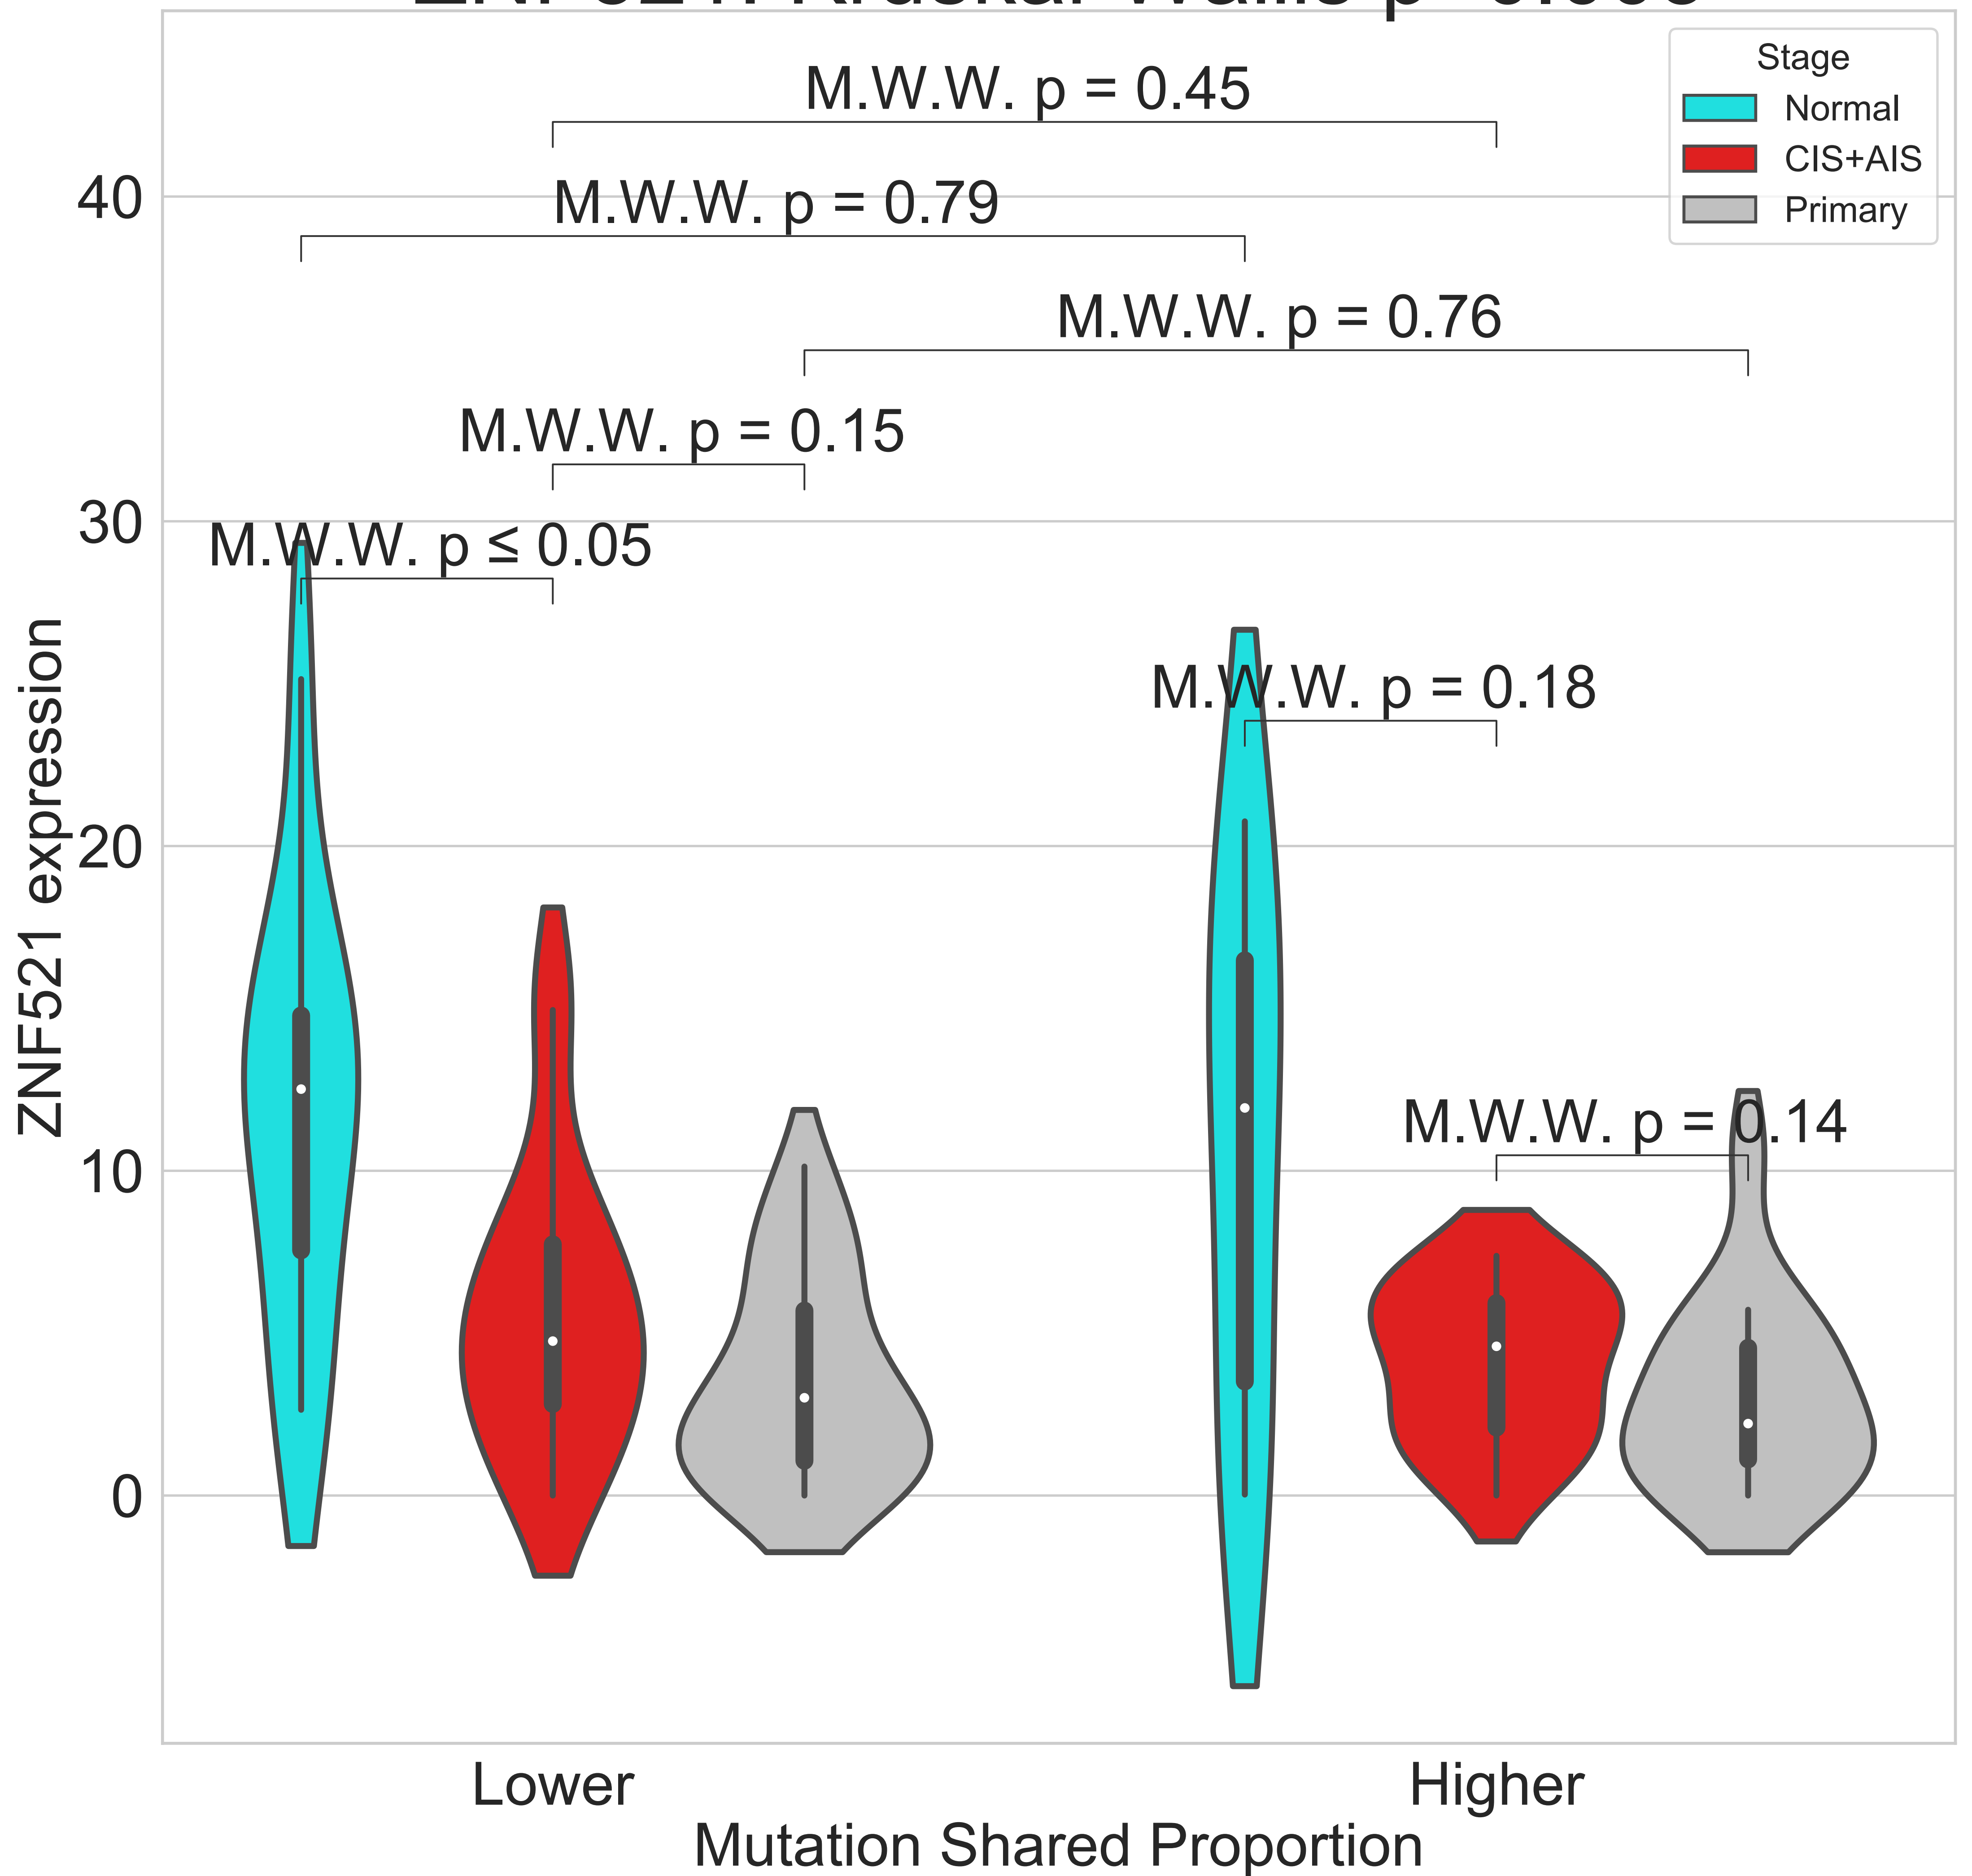 Stage
Normal
CIS+AIS
Primary
M.W.W. p = 0.45
M.W.W. p = 0.79
M.W.W. p = 0.76
M.W.W. p = 0.15
M.W.W. p ≤ 0.05
M.W.W. p = 0.18
M.W.W. p = 0.14
40
30
20
10
0
ZNF521 expression
Lower
Higher
Mutation Shared Proportion